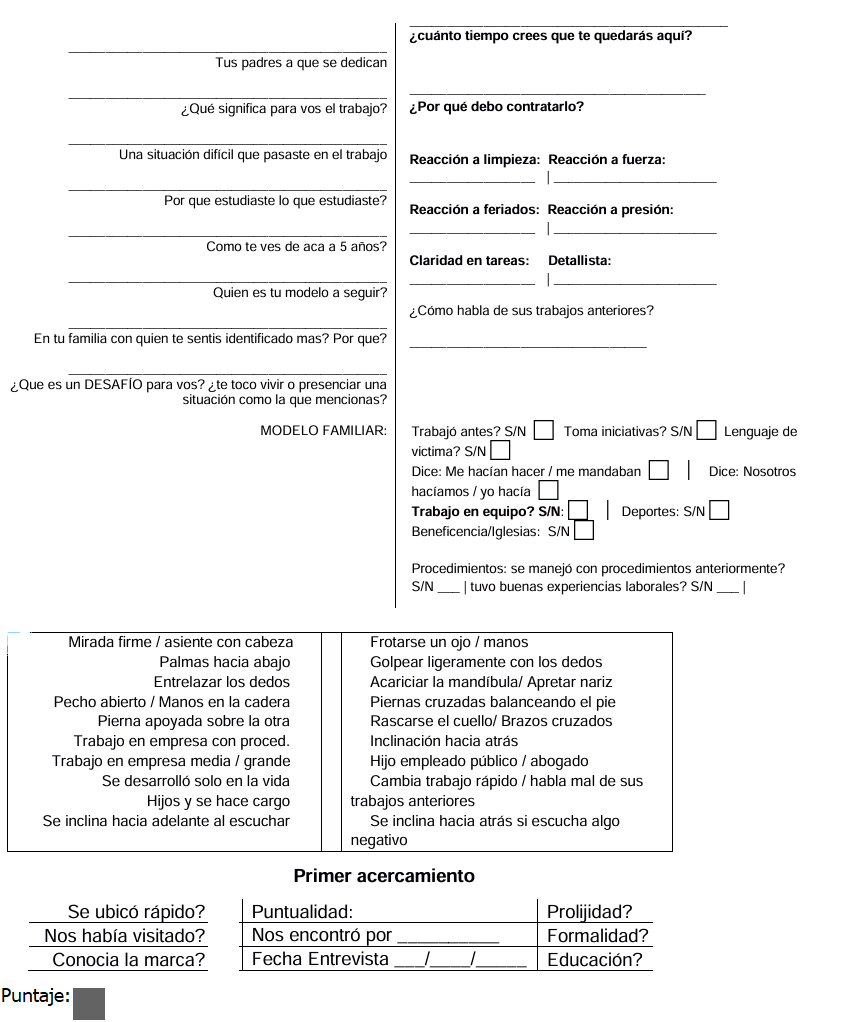 Tus padres a que se dedican
¿Qué significa para vos el trabajo?
Una situación difícil que pasaste en el trabajo
Por que estudiaste lo que estudiaste?
Como te ves de aca a 5 años?
Quien es tu modelo a seguir?
En tu familia con quien te sentis identificado mas? Por que?
¿Que es un DESAFÍO para vos? ¿te toco vivir o presenciar una
situación como la que mencionas?
MODELO FAMILIAR:
¿cuánto tiempo crees que te quedarás aquí?
¿Por qué debo contratarlo?
Reacción a limpieza: Reacción a fuerza:
_________________ | ______________________
Reacción a feriados: Reacción a presión:
_________________ | ______________________
Claridad en tareas: Detallista:
_________________ | ______________________
¿Cómo habla de sus trabajos anteriores?
Trabajó antes? S/N Toma iniciativas? S/N Lenguaje de
victima? S/N
Dice: Me hacían hacer / me mandaban | Dice: Nosotros
hacíamos / yo hacía
Trabajo en equipo? S/N: | Deportes: S/N
Beneficencia/Iglesias: S/N
Procedimientos: se manejó con procedimientos anteriormente?
S/N ___ | tuvo buenas experiencias laborales? S/N ___ |
Mirada firme / asiente con cabeza
Palmas hacia abajo
Entrelazar los dedos
Pecho abierto / Manos en la cadera
Pierna apoyada sobre la otra
Trabajo en empresa con proced.
Trabajo en empresa media / grande
Se desarrolló solo en la vida
Hijos y se hace cargo
Se inclina hacia adelante al escuchar
Frotarse un ojo / manos
Golpear ligeramente con los dedos
Acariciar la mandíbula/ Apretar nariz
Piernas cruzadas balanceando el pie
Rascarse el cuello/ Brazos cruzados
Inclinación hacia atrás
Hijo empleado público / abogado
Cambia trabajo rápido / habla mal de sus
trabajos anteriores
Se inclina hacia atrás si escucha algo
negativo
Primer acercamiento
Se ubicó rápido?
Nos había visitado?
Conocia la marca?
Puntualidad:
Nos encontró por __________
Fecha Entrevista ___/____/_____
Prolijidad?
Formalidad?
Educación?
Puntaje: